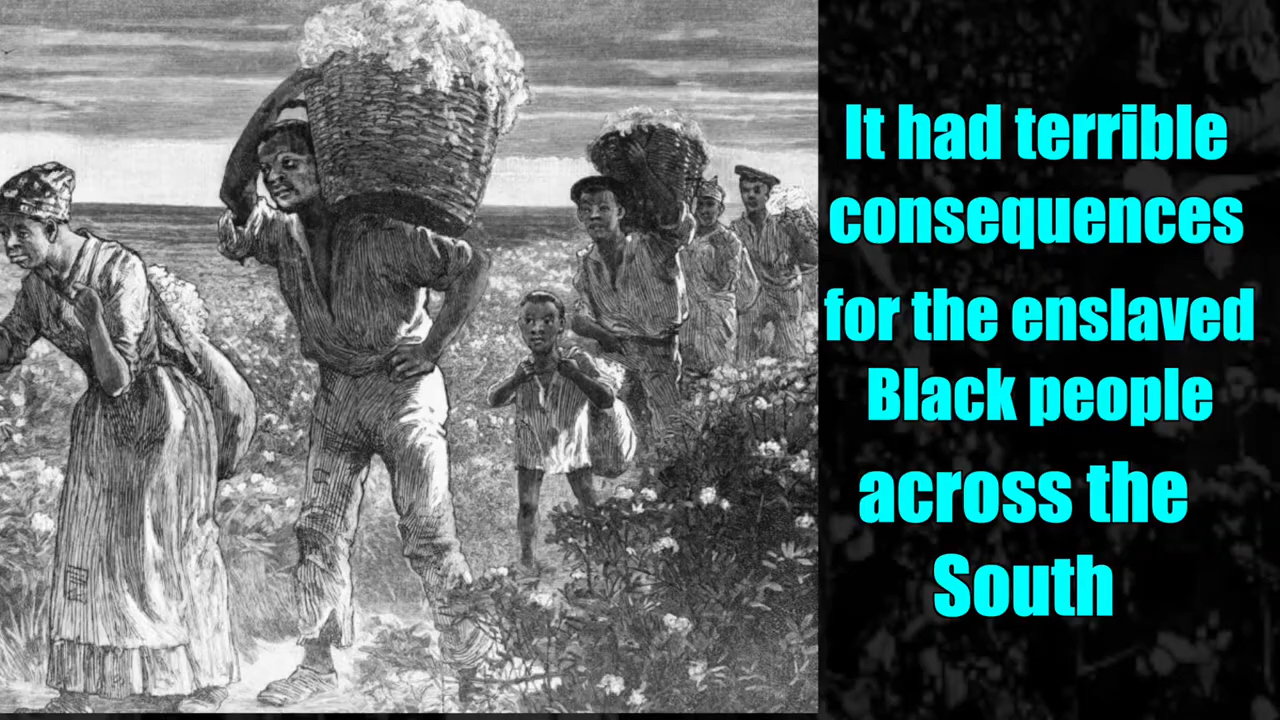 It had terrible
consequences
for the enslaved
Black people
across the
South